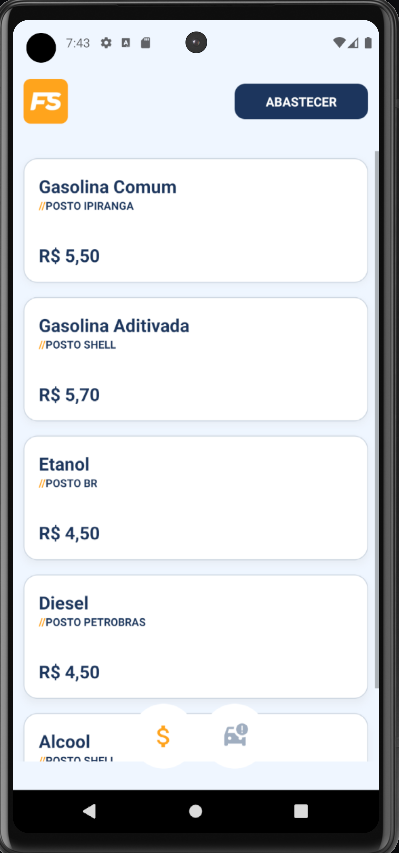 7:43
FS
ABASTECER
Gasolina Comum
//POSTO IPIRANGA
R$ 5,50
Gasolina Aditivada
//POSTO SHELL
R$ 5,70
Etanol
//POSTO BR
R$ 4,50
Diesel
//POSTO PETROBRAS
R$ 4,50
Alcool
//POSTO SHELL
$